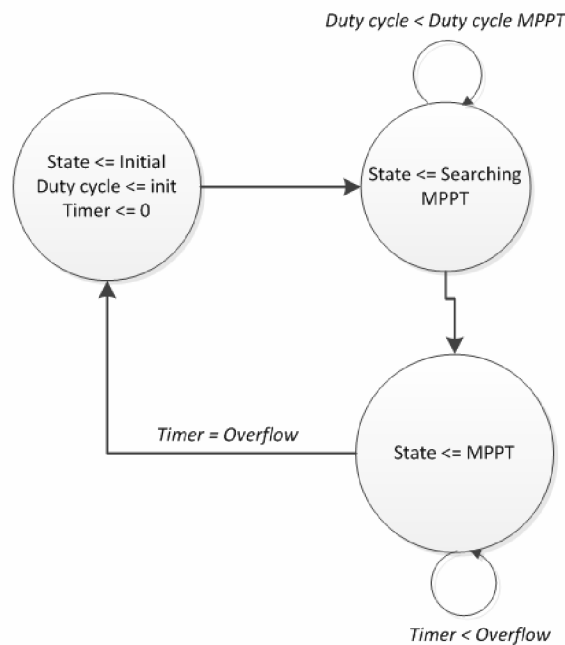 Duty cycle < Duty cycle MPPT
State <= Initial
Duty cycle <= init
Timer <= 0
State <= Searching
MPPT
Timer = Overflow
State <= MPPT
Timer < Overflow